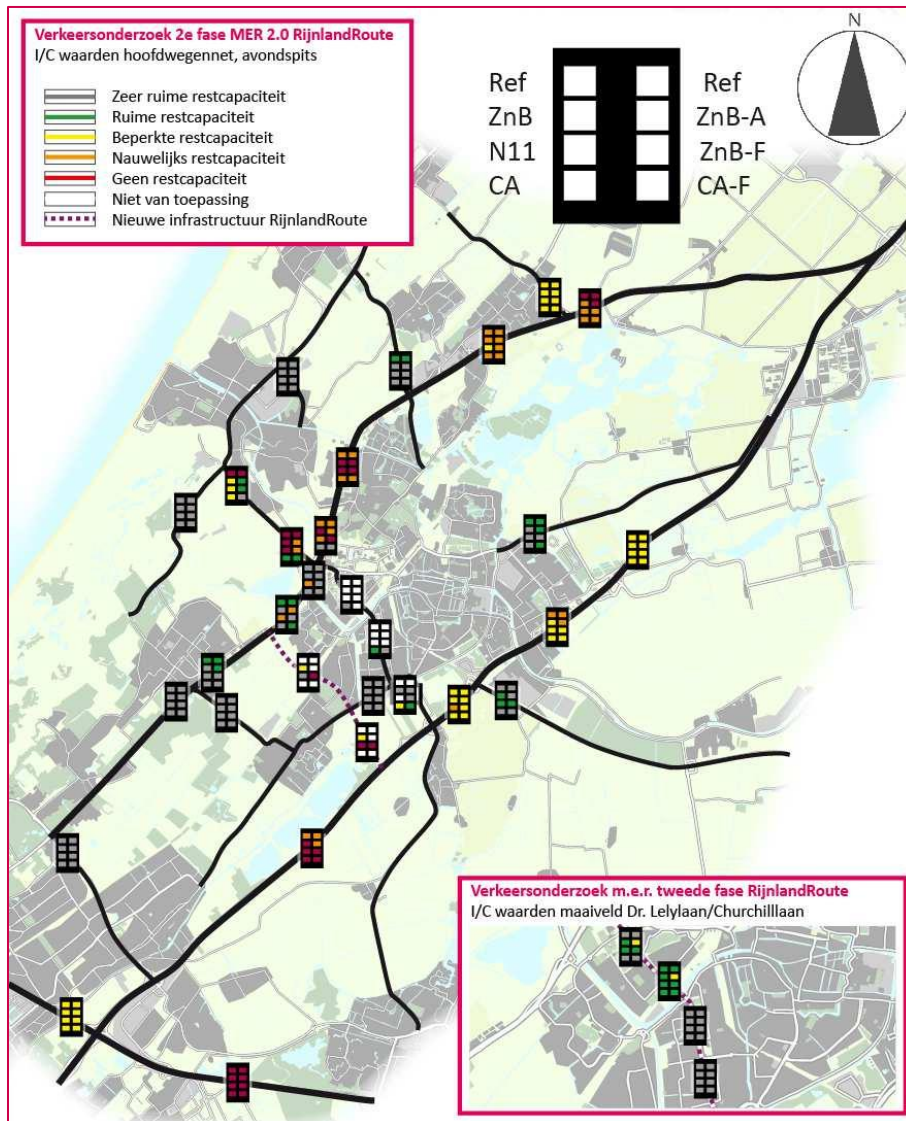 Verkeersonderzoek 2e fase MER 2.0 RijnlandRoute
I/C waarden hoofdwegennet, avondspits
Zeer ruime restcapaciteit
Ruime restcapaciteit
Beperkte restcapaciteit
Nauwelijks restcapaciteit
Geen restcapaciteit
Niet van toepassing
Nieuwe infrastructuur RijnlandRoute
Ref Ref
ZnB ZnB-A
N11 ZnB-F
CA CA-F
N
Verkeersonderzoek m.e.r. tweede fase RijnlandRoute
I/C waarden maaiveld Dr. Lelylaan/Churchilllaan